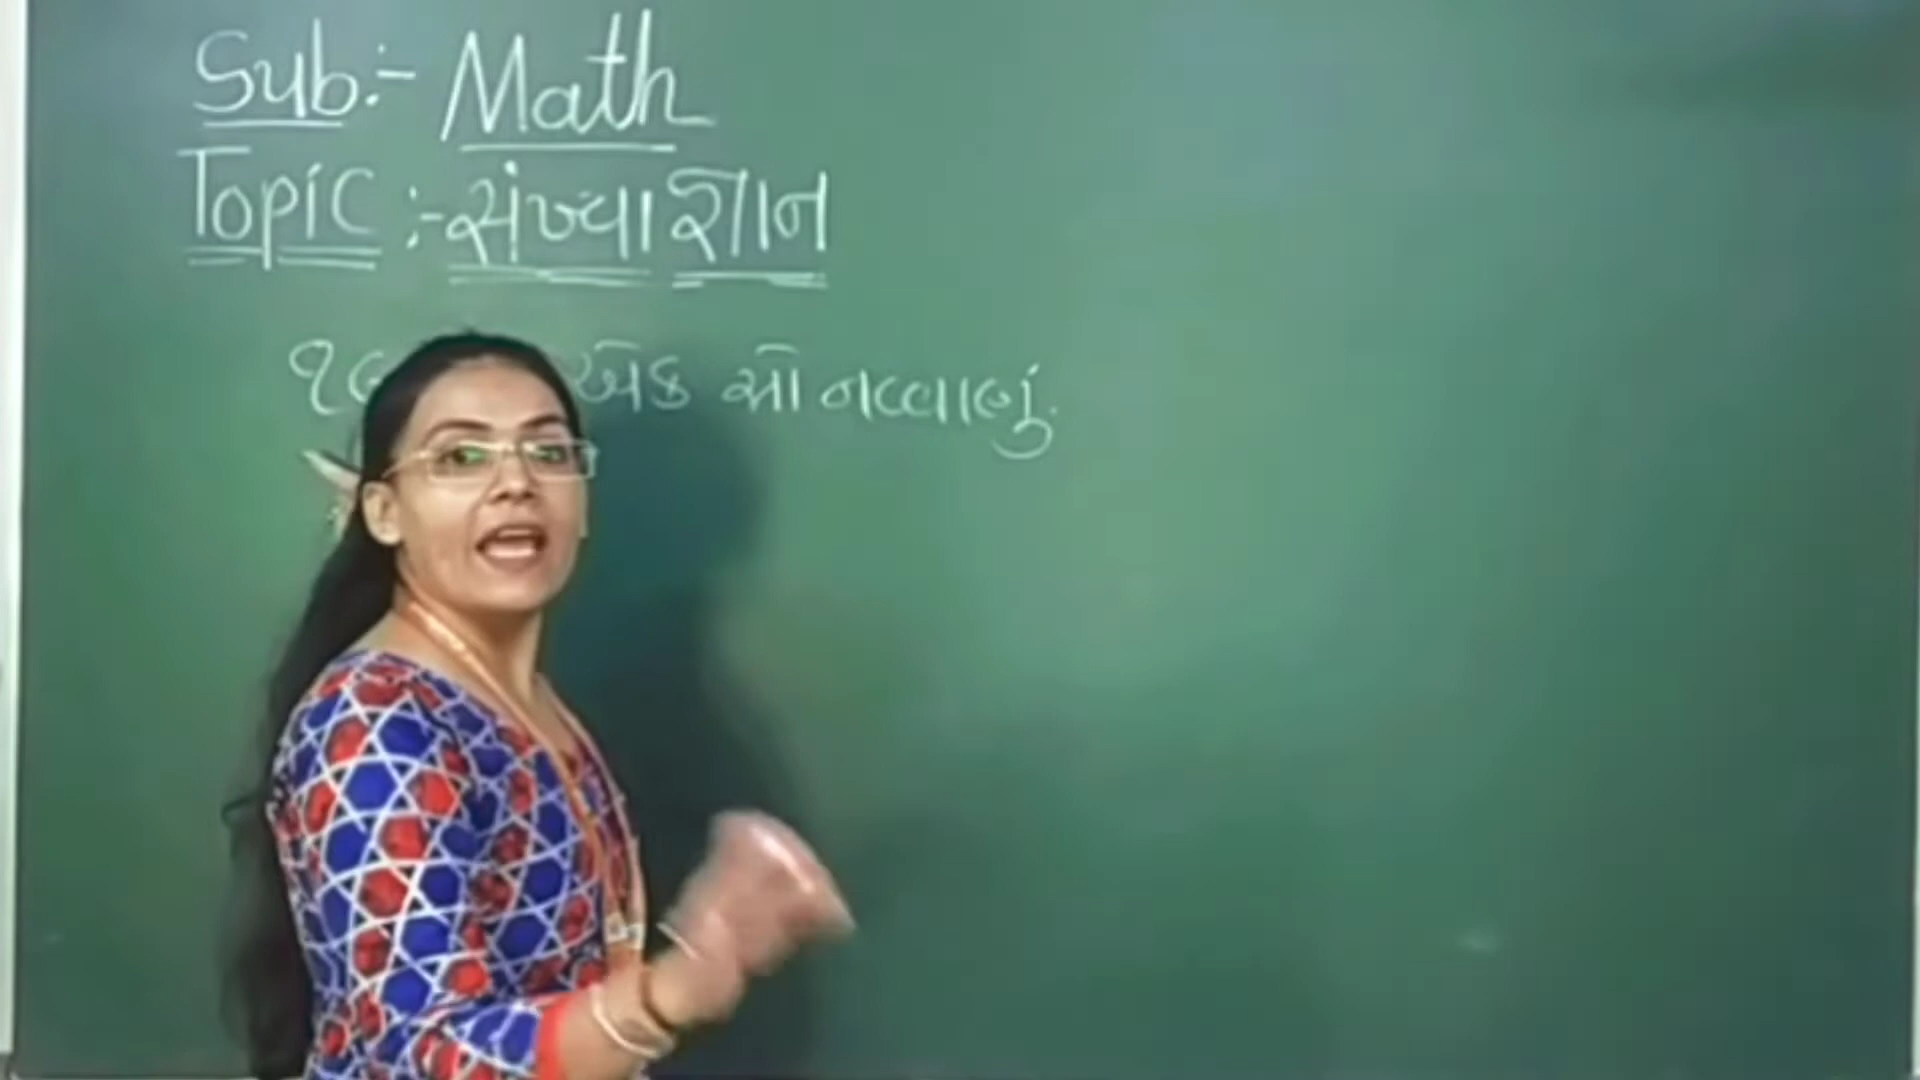 Sub:- Math
Topic :- સંખ્યા જ્ઞાન
એક સો નવ્વાણું.